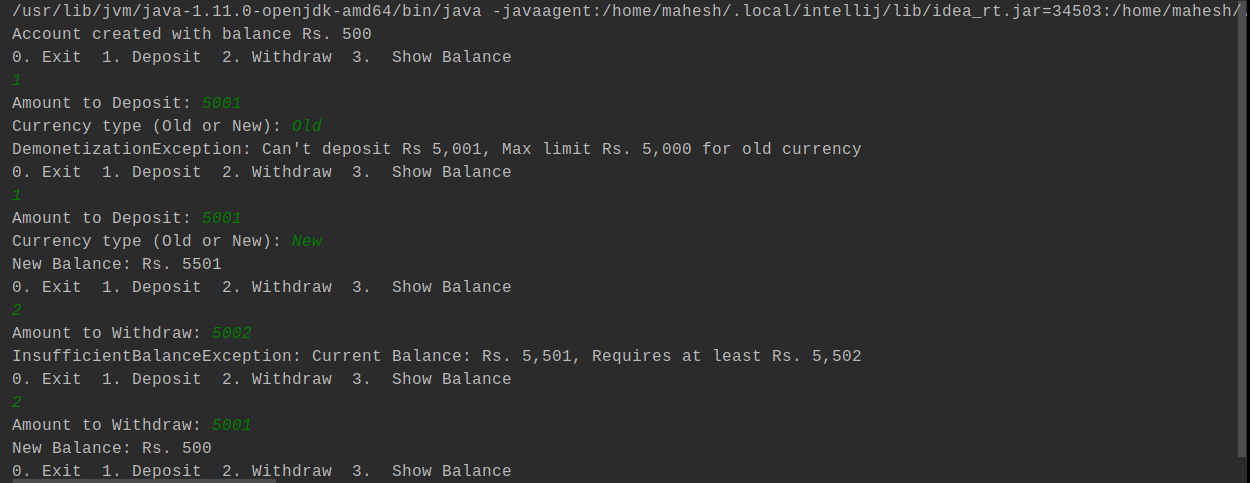 /usr/lib/jvm/java-1.11.0-openjdk-amd64/bin/java -javaagent:/home/mahesh/.local/intellij/lib/idea_rt.jar=34503:/home/mahesh/
Account created with balance Rs. 500
0. Exit  1. Deposit  2. Withdraw  3.  Show Balance
1
Amount to Deposit: 5001
Currency type (Old or New): Old
DemonetizationException: Can't deposit Rs 5,001, Max limit Rs. 5,000 for old currency
0. Exit  1. Deposit  2. Withdraw  3.  Show Balance
1
Amount to Deposit: 5001
Currency type (Old or New): New
New Balance: Rs. 5501
0. Exit  1. Deposit  2. Withdraw  3.  Show Balance
2
Amount to Withdraw: 5002
InsufficientBalanceException: Current Balance: Rs. 5,501, Requires at least Rs. 5,502
0. Exit  1. Deposit  2. Withdraw  3.  Show Balance
2
Amount to Withdraw: 5001
New Balance: Rs. 500
0. Exit  1. Deposit  2. Withdraw  3.  Show Balance